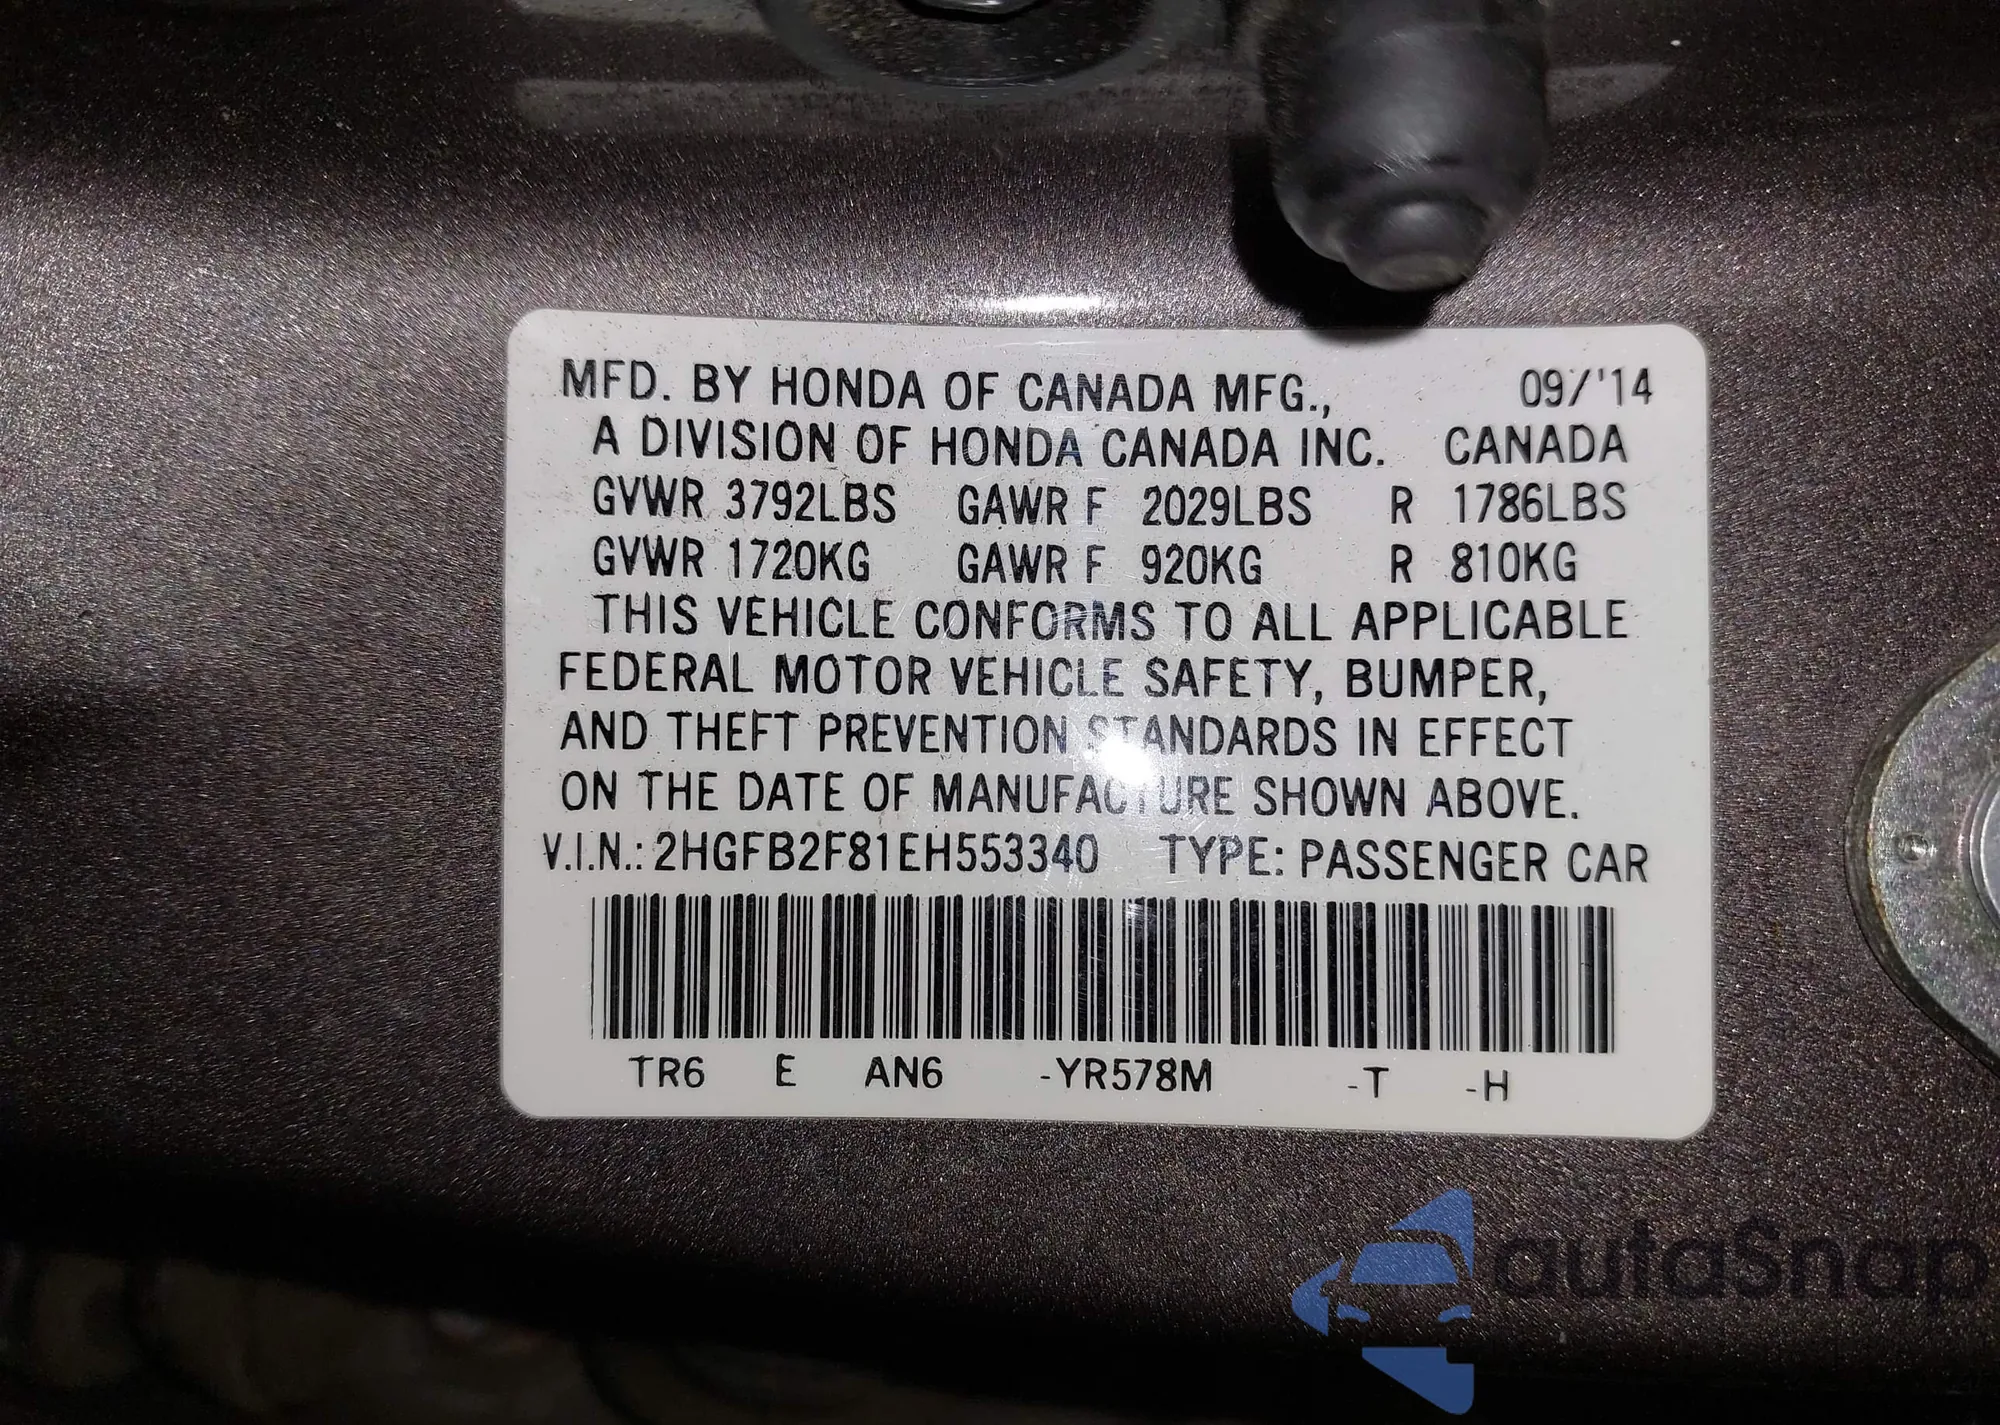 MFD. BY HONDA OF CANADA MFG., 09/'14
A DIVISION OF HONDA CANADA INC. CANADA
GVWR 3792LBS GAWR F 2029LBS R 1786LBS
GVWR 1720KG GAWR F 920KG R 810KG
THIS VEHICLE CONFORMS TO ALL APPLICABLE
FEDERAL MOTOR VEHICLE SAFETY, BUMPER,
AND THEFT PREVENTION STANDARDS IN EFFECT
ON THE DATE OF MANUFACTURE SHOWN ABOVE.
V.I.N.: 2HGFB2F81EH553340 TYPE: PASSENGER CAR
TR6 E AN6 -YR578M -T -H
autaSnap